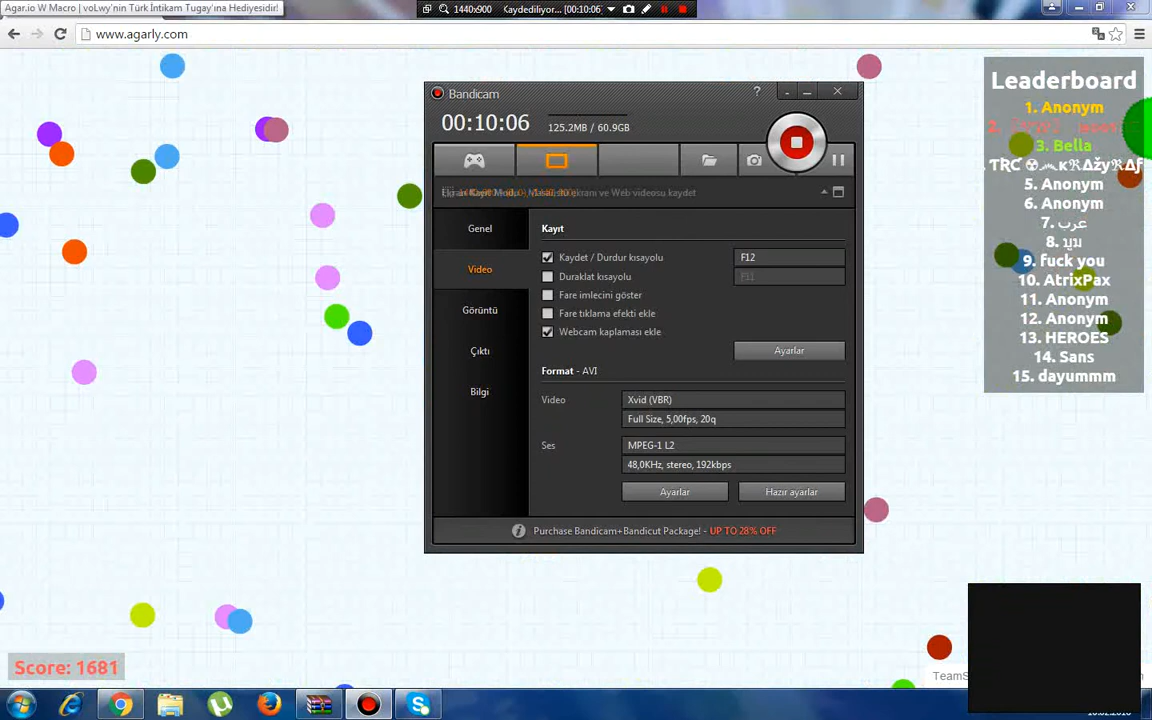 Agar.io W Macro | voLwy'nin Türk İntikam Tugay'ına Hediyesidir!
1440x900 Kaydediliyor... [00:10:06]
www.agarly.com
Bandicam
?
00:10:06
125.2MB / 60.9GB
Genel
Video
Görüntü
Çıktı
Bilgi
Kayıt
Kaydet / Durdur kısayolu
F12
Duraklat kısayolu
F11
Fare imlecini göster
Fare tıklama efekti ekle
Webcam kaplaması ekle
Ayarlar
Format - AVI
Video
Xvid (VBR)
Full Size, 5,00fps, 20q
Ses
MPEG-1 L2
48,0KHz, stereo, 192kbps
Ayarlar
Hazır ayarlar
Purchase Bandicam+Bandicut Package! - UP TO 28% OFF
Leaderboard
1. Anonym
2.
3. Bella
5. Anonym
6. Anonym
7. عرب
8.
9. fuck you
10. AtrixPax
11. Anonym
12. Anonym
13. HEROES
14. Sans
15. dayummm
Score: 1681